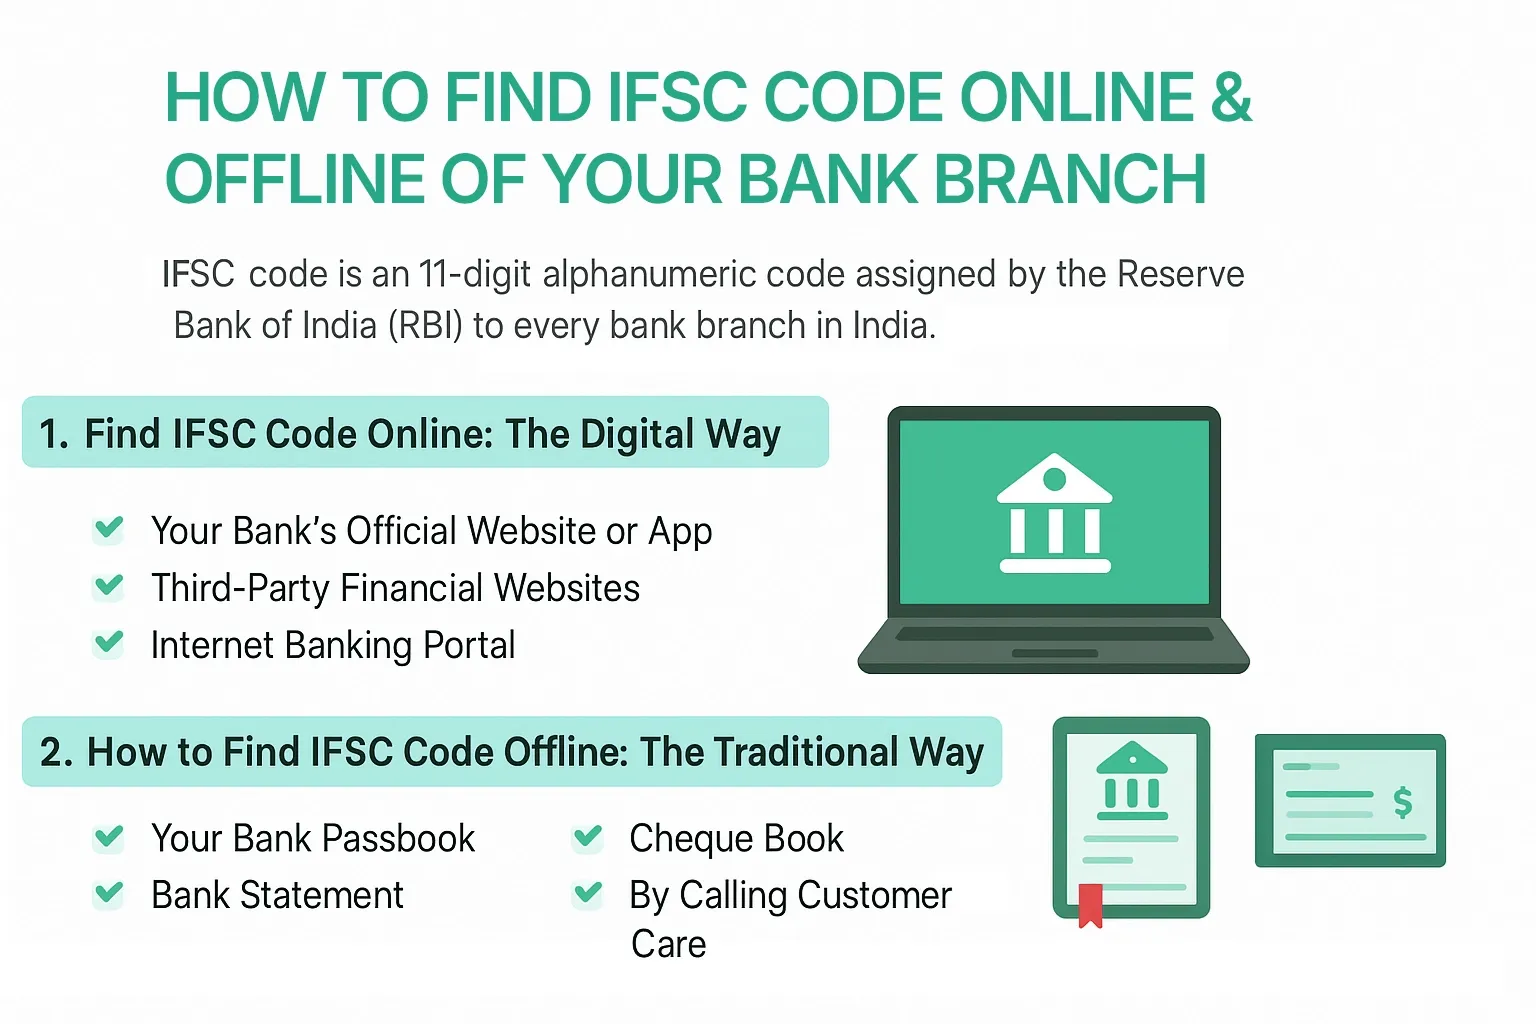 HOW TO FIND IFSC CODE ONLINE &
OFFLINE OF YOUR BANK BRANCH
IFSC code is an 11-digit alphanumeric code assigned by the Reserve
Bank of India (RBI) to every bank branch in India.
1. Find IFSC Code Online: The Digital Way
Your Bank's Official Website or App
Third-Party Financial Websites
Internet Banking Portal
2. How to Find IFSC Code Offline: The Traditional Way
Your Bank Passbook
Bank Statement
Cheque Book
By Calling Customer
Care
$